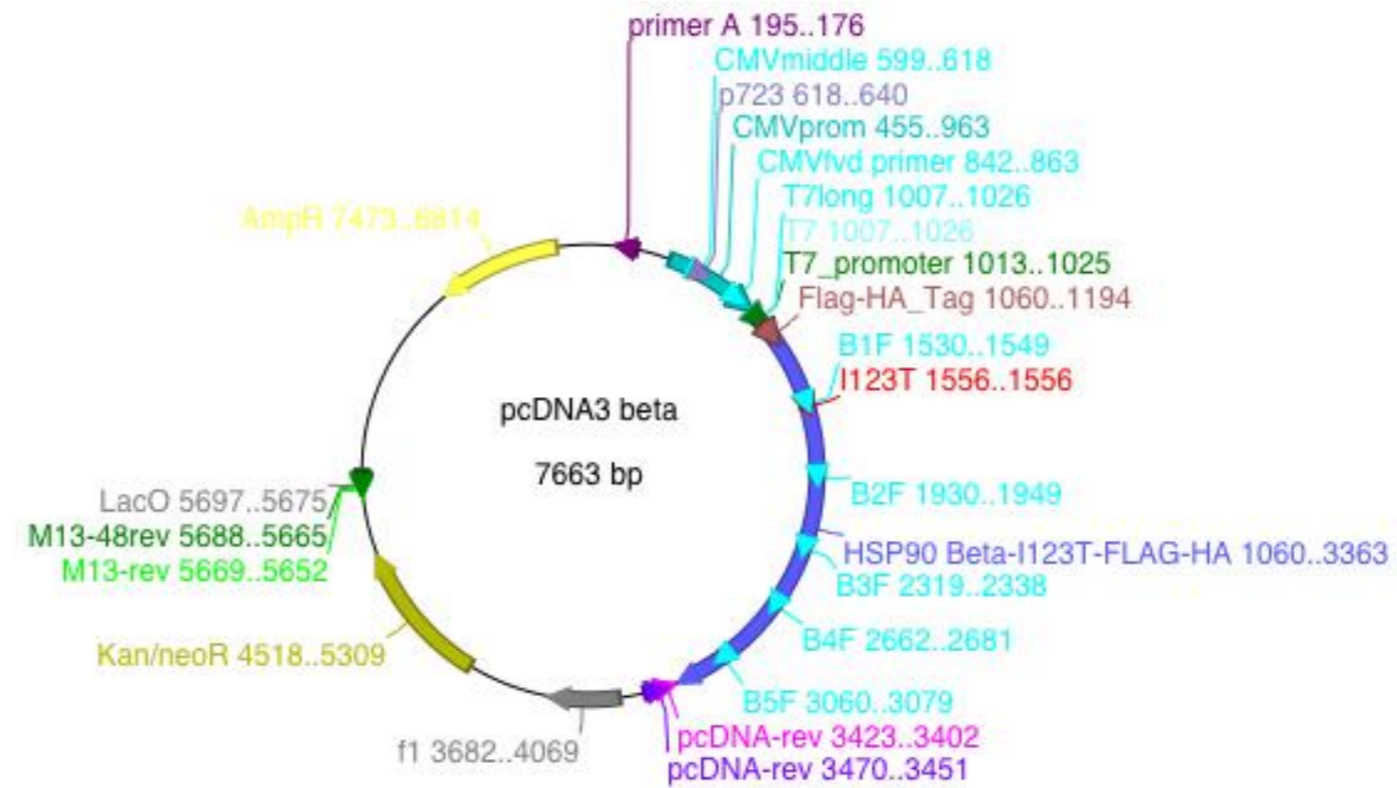 primer A 195..176
CMVmiddle 599..618
p723 618..640
CMVprom 455..963
CMVfvd primer 842..863
T7long 1007..1026
AmpR 7473..6814
T7 1007..1026
T7_promoter 1013..1025
Flag-HA_Tag 1060..1194
B1F 1530..1549
I123T 1556..1556
pcDNA3 beta
7663 bp
LacO 5697..5675
B2F 1930..1949
M13-48rev 5688..5665
HSP90 Beta-I123T-FLAG-HA 1060..3363
M13-rev 5669..5652
B3F 2319..2338
B4F 2662..2681
Kan/neoR 4518..5309
B5F 3060..3079
pcDNA-rev 3423..3402
f1 3682..4069
pcDNA-rev 3470..3451